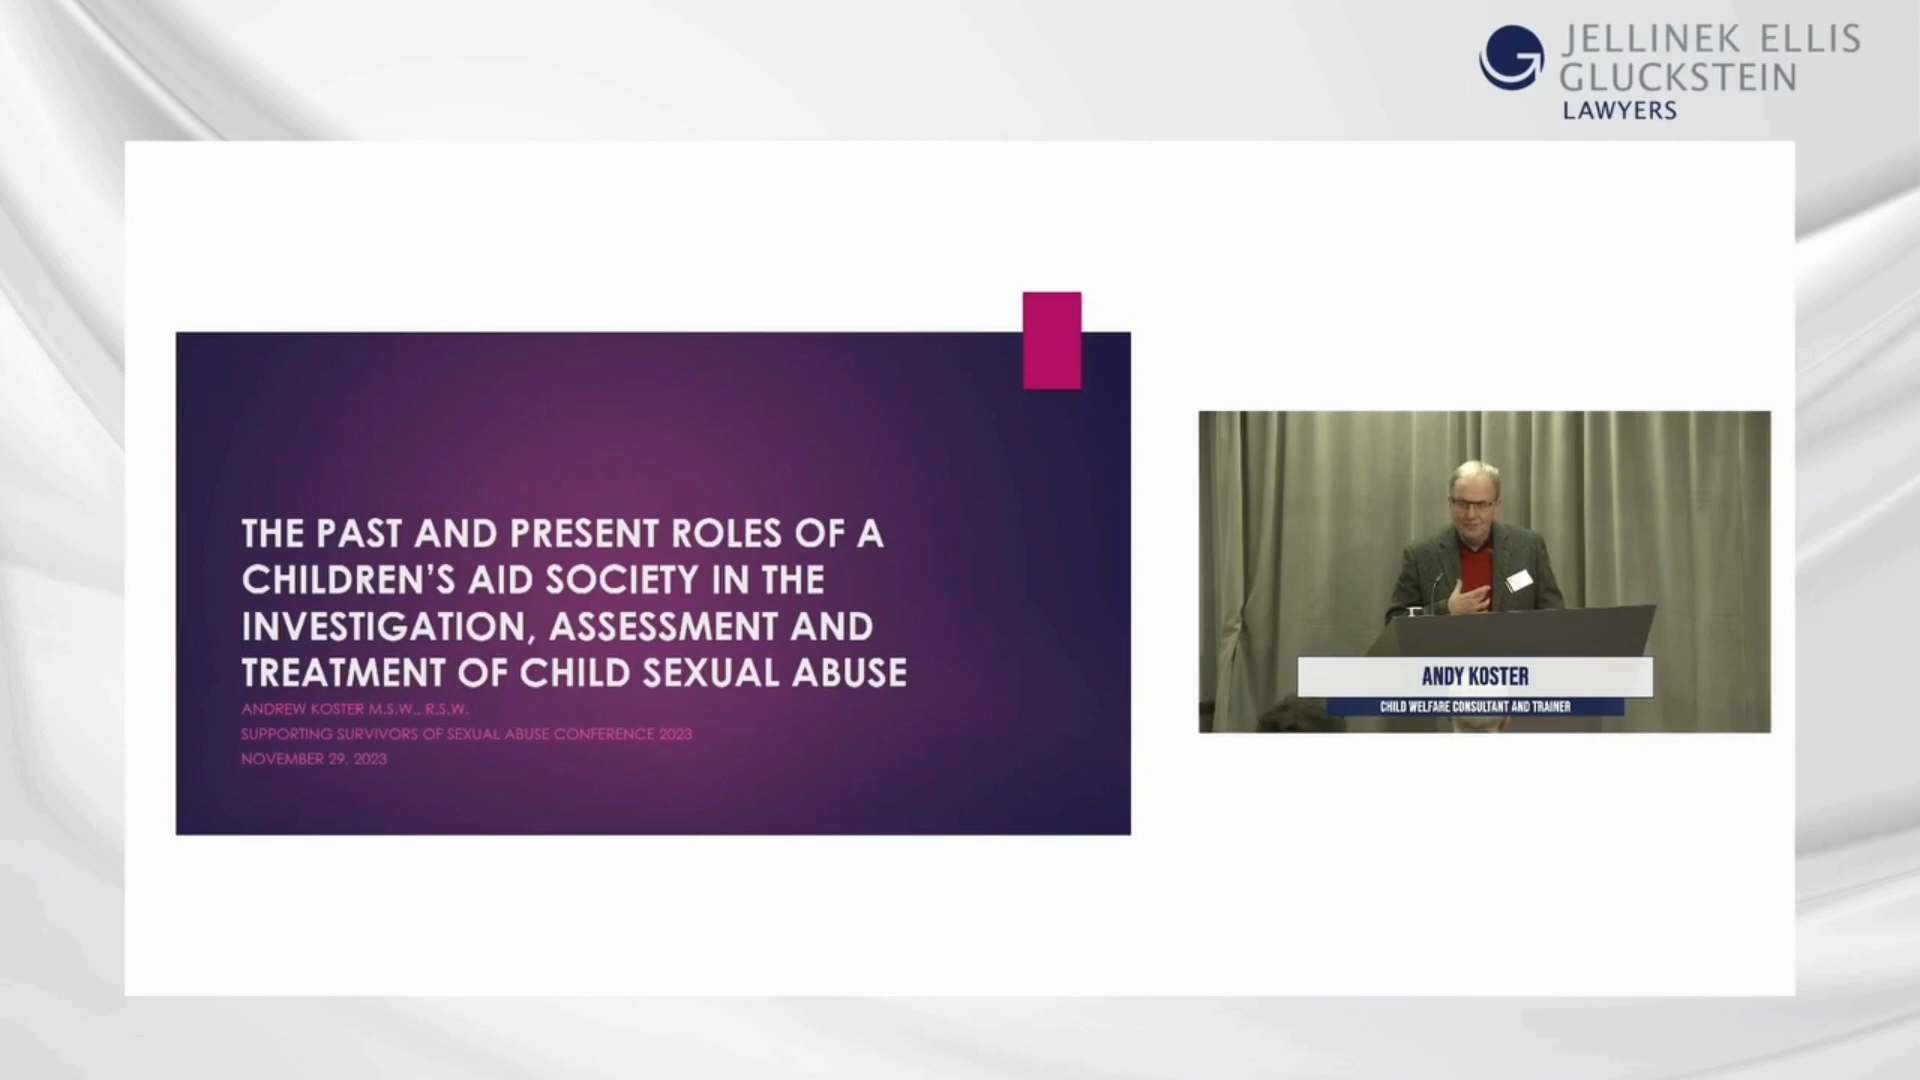 JELLINEK ELLIS
GLUCKSTEIN
LAWYERS
THE PAST AND PRESENT ROLES OF A
CHILDREN’S AID SOCIETY IN THE
INVESTIGATION, ASSESSMENT AND
TREATMENT OF CHILD SEXUAL ABUSE
ANDREW KOSTER M.S.W., R.S.W.
SUPPORTING SURVIVORS OF SEXUAL ABUSE CONFERENCE 2023
NOVEMBER 29, 2023
ANDY KOSTER
CHILD WELFARE CONSULTANT AND TRAINER